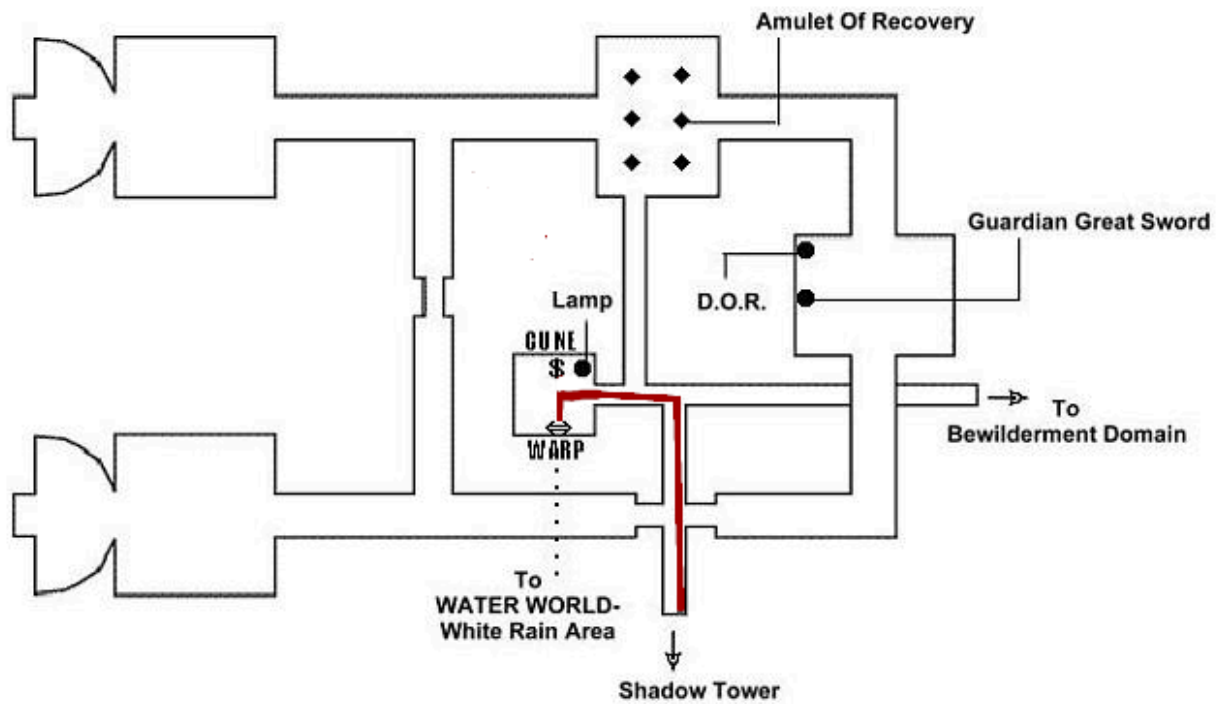 Amulet Of Recovery
Guardian Great Sword
D.O.R.
Lamp
CUNE
$
WARP
To
Bewilderment Domain
To
WATER WORLD-
White Rain Area
Shadow Tower